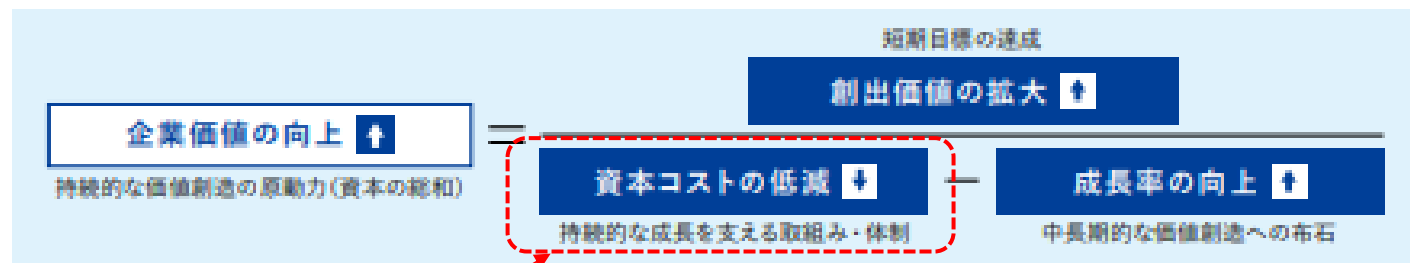 短期目標の達成
創出価値の拡大
企業価値の向上
=
持続的な価値創造の原動力(資本の総和)
資本コストの低減
ー
成長率の向上
持続的な成長を支える取組み・体制
中長期的な価値創造への布石